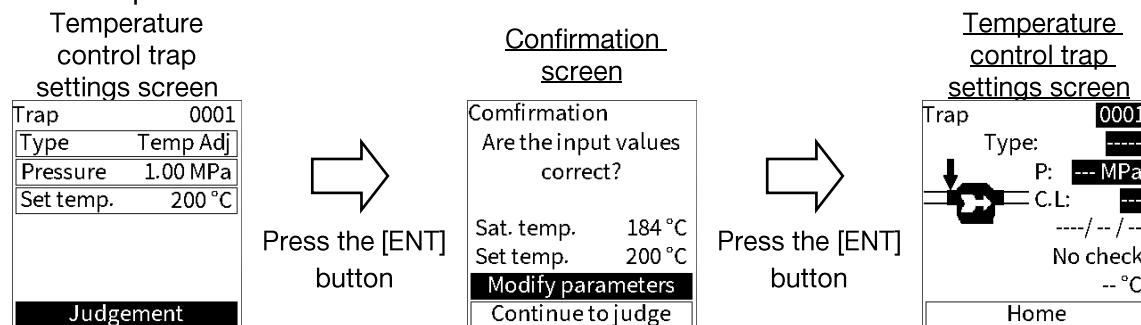 Temperature
control trap
settings screen
Trap 0001
Type Temp Adj
Pressure 1.00 MPa
Set temp. 200 °C
Judgement
Press the [ENT]
button
Confirmation
screen
Comfirmation
Are the input values
correct?
Sat. temp. 184 °C
Set temp. 200 °C
Modify parameters
Continue to judge
Press the [ENT]
button
Temperature
control trap
settings screen
Trap 0001
Type: -----
P: --- MPa
C.L: ---
----/ -- / --
No check
-- °C
Home